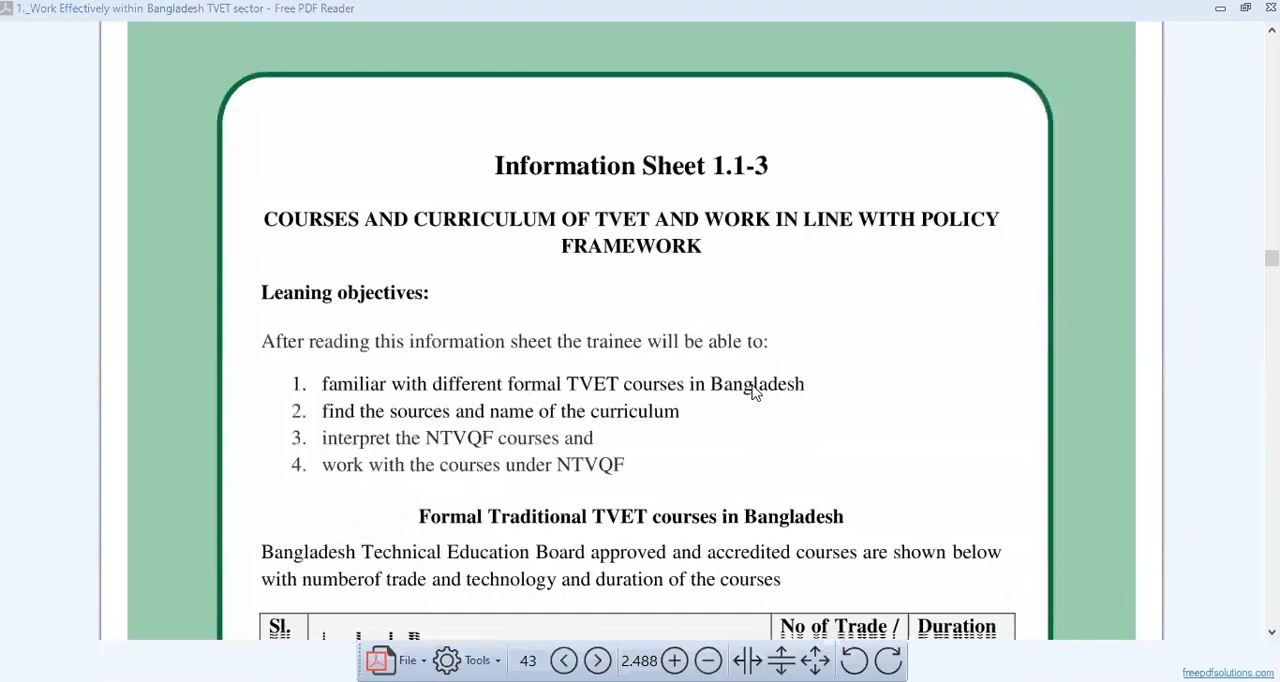 1._Work Effectively within Bangladesh TVET sector - Free PDF Reader
Information Sheet 1.1-3
COURSES AND CURRICULUM OF TVET AND WORK IN LINE WITH POLICY
FRAMEWORK
Leaning objectives:
After reading this information sheet the trainee will be able to:
1. familiar with different formal TVET courses in Bangladesh
2. find the sources and name of the curriculum
3. interpret the NTVQF courses and
4. work with the courses under NTVQF
Formal Traditional TVET courses in Bangladesh
Bangladesh Technical Education Board approved and accredited courses are shown below
with numberof trade and technology and duration of the courses
Sl. No of Trade / Duration
File Tools 43 2.488
freepdfsolutions.com